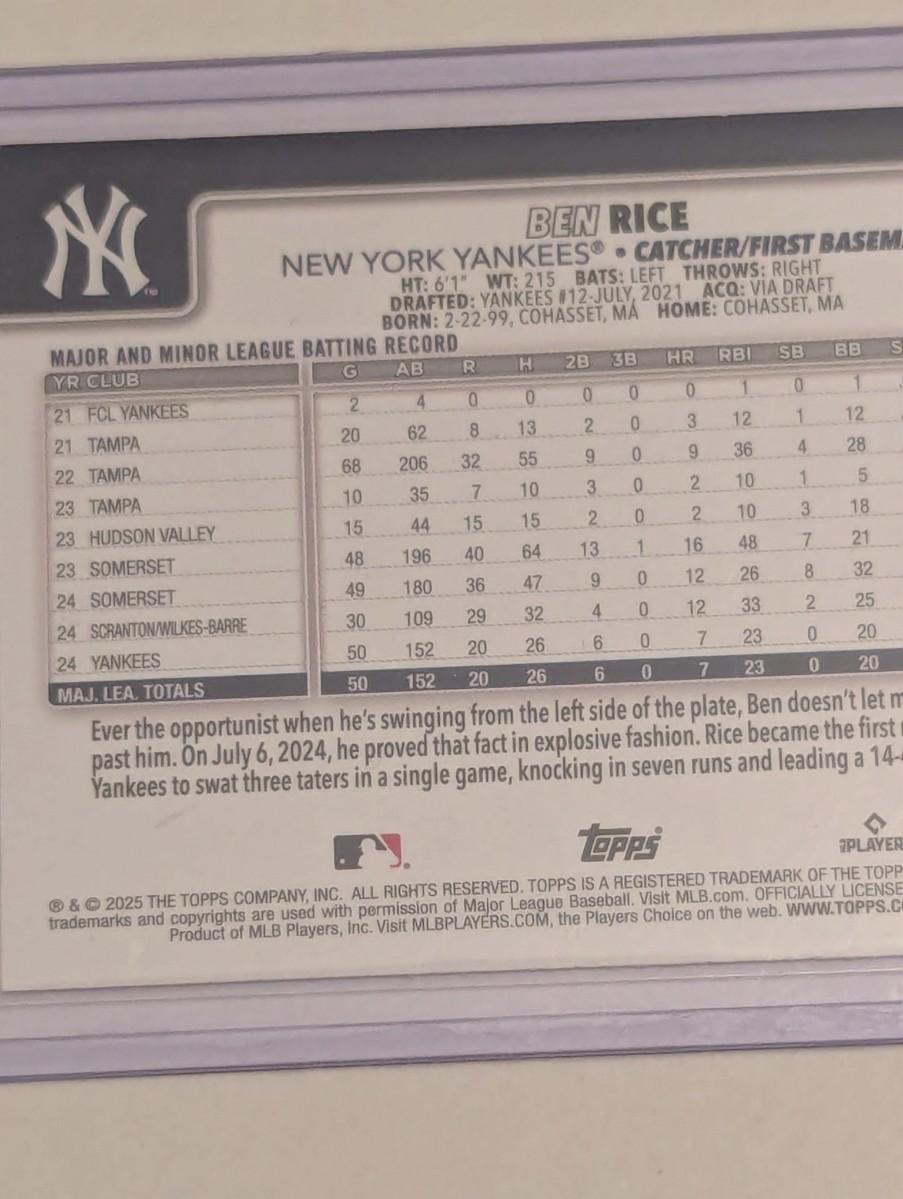 NY
TM
BEN RICE
NEW YORK YANKEES® • CATCHER/FIRST BASEM
HT: 6'1" WT: 215 BATS: LEFT THROWS: RIGHT
DRAFTED: YANKEES #12-JULY, 2021 ACQ: VIA DRAFT
BORN: 2-22-99, COHASSET, MA HOME: COHASSET, MA
MAJOR AND MINOR LEAGUE BATTING RECORD
YR CLUB G AB R H 2B 3B HR RBI SB BB S
21 FCL YANKEES 2 4 0 0 0 0 0 1 0 1
21 TAMPA 20 62 8 13 2 0 3 12 1 12
22 TAMPA 68 206 32 55 9 0 9 36 4 28
23 TAMPA 10 35 7 10 3 0 2 10 1 5
23 HUDSON VALLEY 15 44 15 15 2 0 2 10 3 18
23 SOMERSET 48 196 40 64 13 1 16 48 7 21
24 SOMERSET 49 180 36 47 9 0 12 26 8 32
24 SCRANTON/WILKES-BARRE 30 109 29 32 4 0 12 33 2 25
24 YANKEES 50 152 20 26 6 0 7 23 0 20
MAJ. LEA. TOTALS 50 152 20 26 6 0 7 23 0 20
Ever the opportunist when he's swinging from the left side of the plate, Ben doesn't let m
past him. On July 6, 2024, he proved that fact in explosive fashion. Rice became the first
Yankees to swat three taters in a single game, knocking in seven runs and leading a 14-
topps
PLAYER
® & © 2025 THE TOPPS COMPANY, INC. ALL RIGHTS RESERVED. TOPPS IS A REGISTERED TRADEMARK OF THE TOPP
trademarks and copyrights are used with permission of Major League Baseball. Visit MLB.com. OFFICIALLY LICENSE
Product of MLB Players, Inc. Visit MLBPLAYERS.COM, the Players Choice on the web. WWW.TOPPS.C